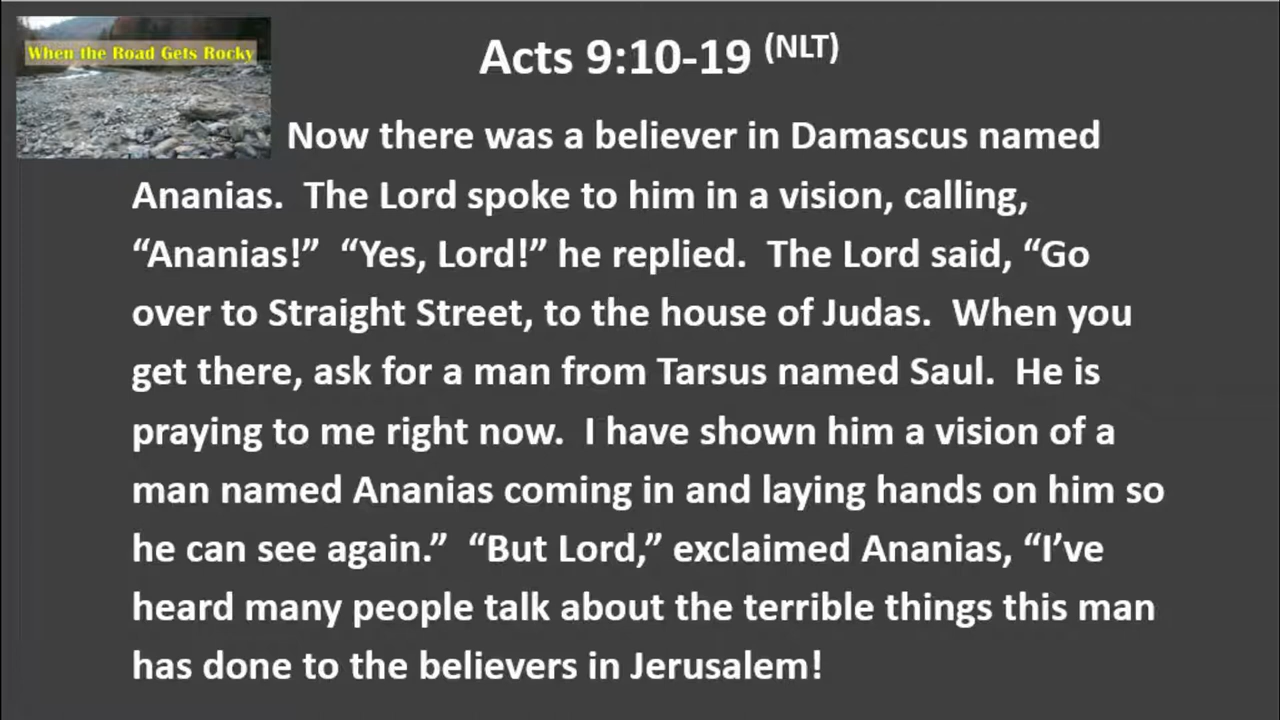 When the Road Gets Rocky
Acts 9:10-19 (NLT)
Now there was a believer in Damascus named
Ananias.  The Lord spoke to him in a vision, calling,
“Ananias!”  “Yes, Lord!” he replied.  The Lord said, “Go
over to Straight Street, to the house of Judas.  When you
get there, ask for a man from Tarsus named Saul.  He is
praying to me right now.  I have shown him a vision of a
man named Ananias coming in and laying hands on him so
he can see again.”  “But Lord,” exclaimed Ananias, “I’ve
heard many people talk about the terrible things this man
has done to the believers in Jerusalem!